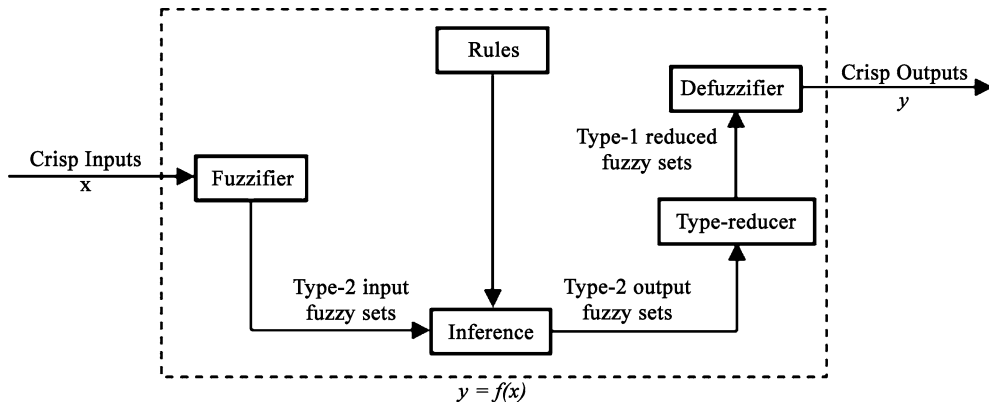 Rules
Crisp Outputs
Defuzzifier
y
Type-1 reduced
fuzzy sets
Crisp Inputs
x
Fuzzifier
Type-reducer
Type-2 input
fuzzy sets
Type-2 output
fuzzy sets
Inference
y = f(x)